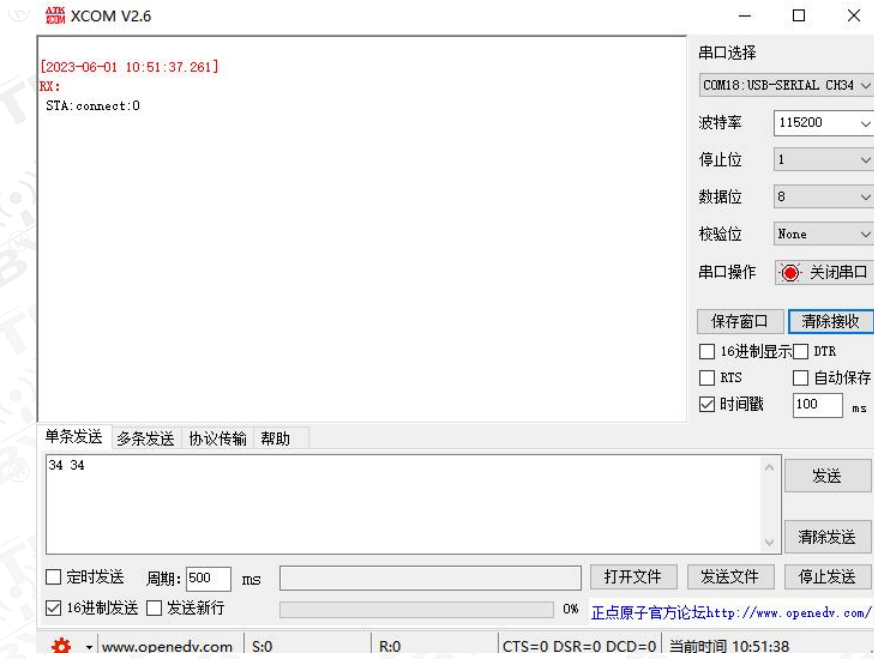 ATK XCOM XCOM V2.6
[2023-06-01 10:51:37.261]
RX:
STA:connect:0
串口选择
COM18:USB-SERIAL CH34
波特率 115200
停止位 1
数据位 8
校验位 None
串口操作 关闭串口
保存窗口 清除接收
16进制显示 DTR
RTS 自动保存
时间戳 100 ms
单条发送 多条发送 协议传输 帮助
34 34
发送
清除发送
定时发送 周期: 500 ms 打开文件 发送文件 停止发送
16进制发送 发送新行 0% 正点原子官方论坛http://www.openedv.com/
www.openedv.com S:0 R:0 CTS=0 DSR=0 DCD=0 当前时间 10:51:38